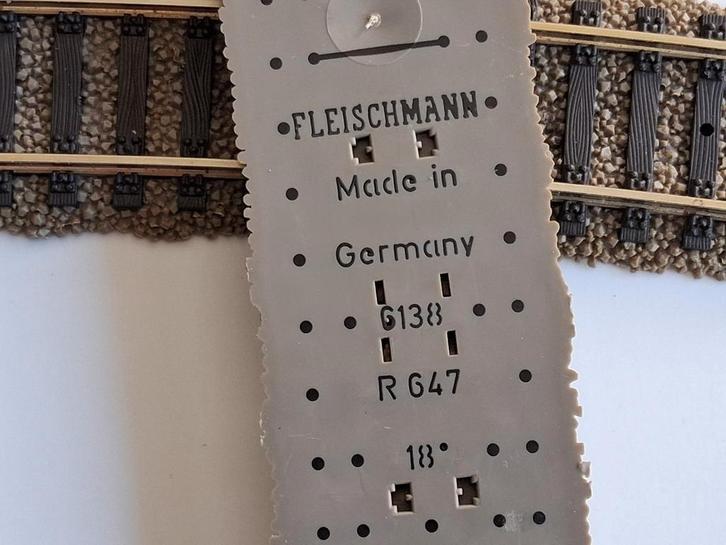 FLEISCHMANN
Made in
Germany
6138
R 647
18°